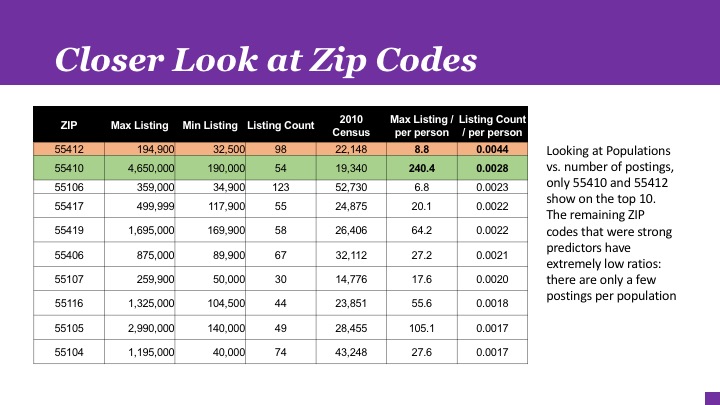 Closer Look at Zip Codes
ZIP Max Listing Min Listing Listing Count 2010 Census Max Listing / per person Listing Count / per person
55412 194,900 32,500 98 22,148 8.8 0.0044
55410 4,650,000 190,000 54 19,340 240.4 0.0028
55106 359,000 34,900 123 52,730 6.8 0.0023
55417 499,999 117,900 55 24,875 20.1 0.0022
55419 1,695,000 169,900 58 26,406 64.2 0.0022
55406 875,000 89,900 67 32,112 27.2 0.0021
55107 259,900 50,000 30 14,776 17.6 0.0020
55116 1,325,000 104,500 44 23,851 55.6 0.0018
55105 2,990,000 140,000 49 28,455 105.1 0.0017
55104 1,195,000 40,000 74 43,248 27.6 0.0017
Looking at Populations
vs. number of postings,
only 55410 and 55412
show on the top 10.
The remaining ZIP
codes that were strong
predictors have
extremely low ratios:
there are only a few
postings per population